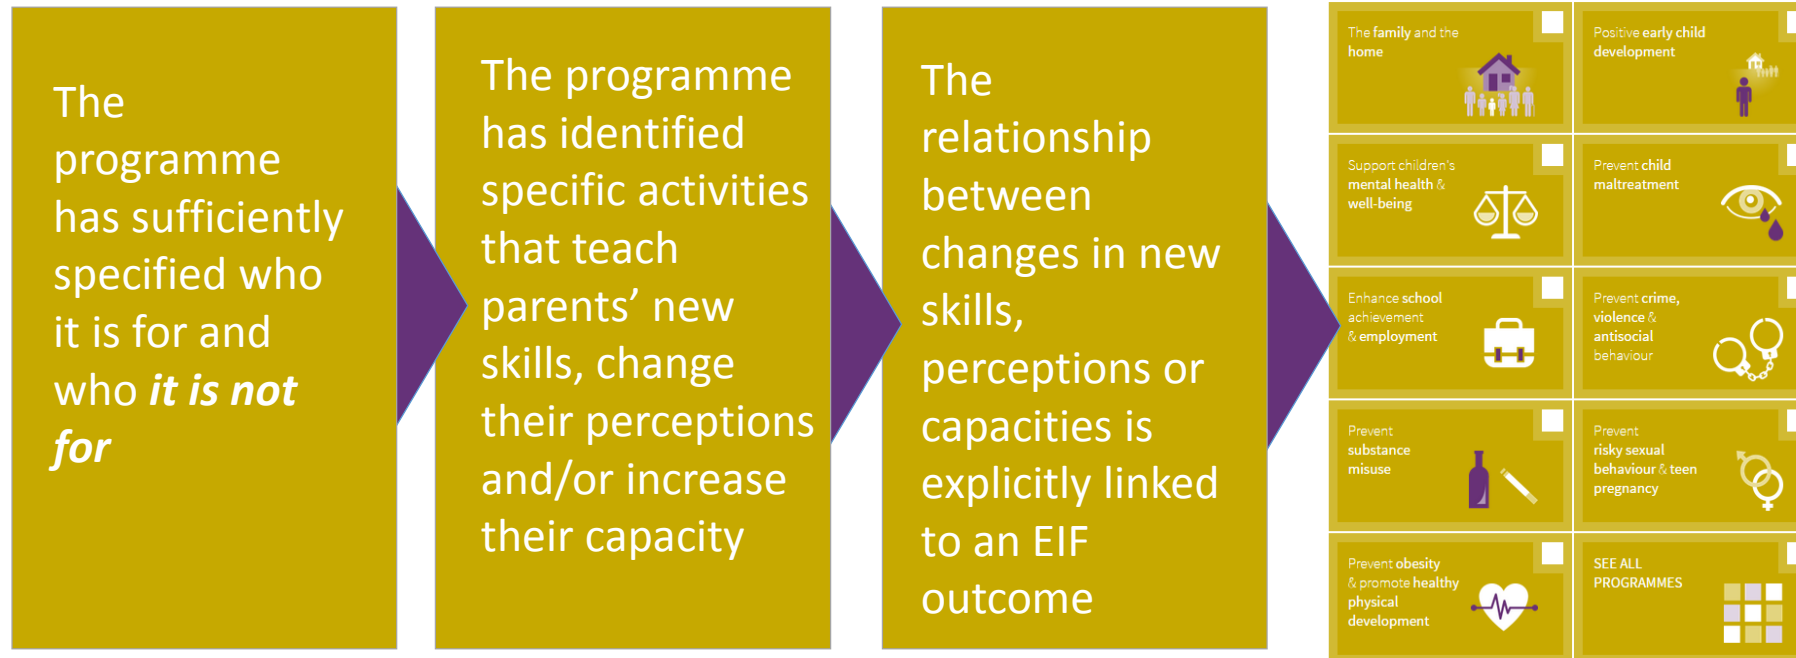 The
programme
has sufficiently
specified who
it is for and
who it is not
for
The programme
has identified
specific activities
that teach
parents’ new
skills, change
their perceptions
and/or increase
their capacity
The
relationship
between
changes in new
skills,
perceptions or
capacities is
explicitly linked
to an EIF
outcome
The family and the
home
Positive early child
development
Support children's
mental health &
well-being
Prevent child
maltreatment
Enhance school
achievement
& employment
Prevent crime,
violence &
antisocial
behaviour
Prevent
substance
misuse
Prevent
risky sexual
behaviour & teen
pregnancy
Prevent obesity
& promote healthy
physical
development
SEE ALL
PROGRAMMES